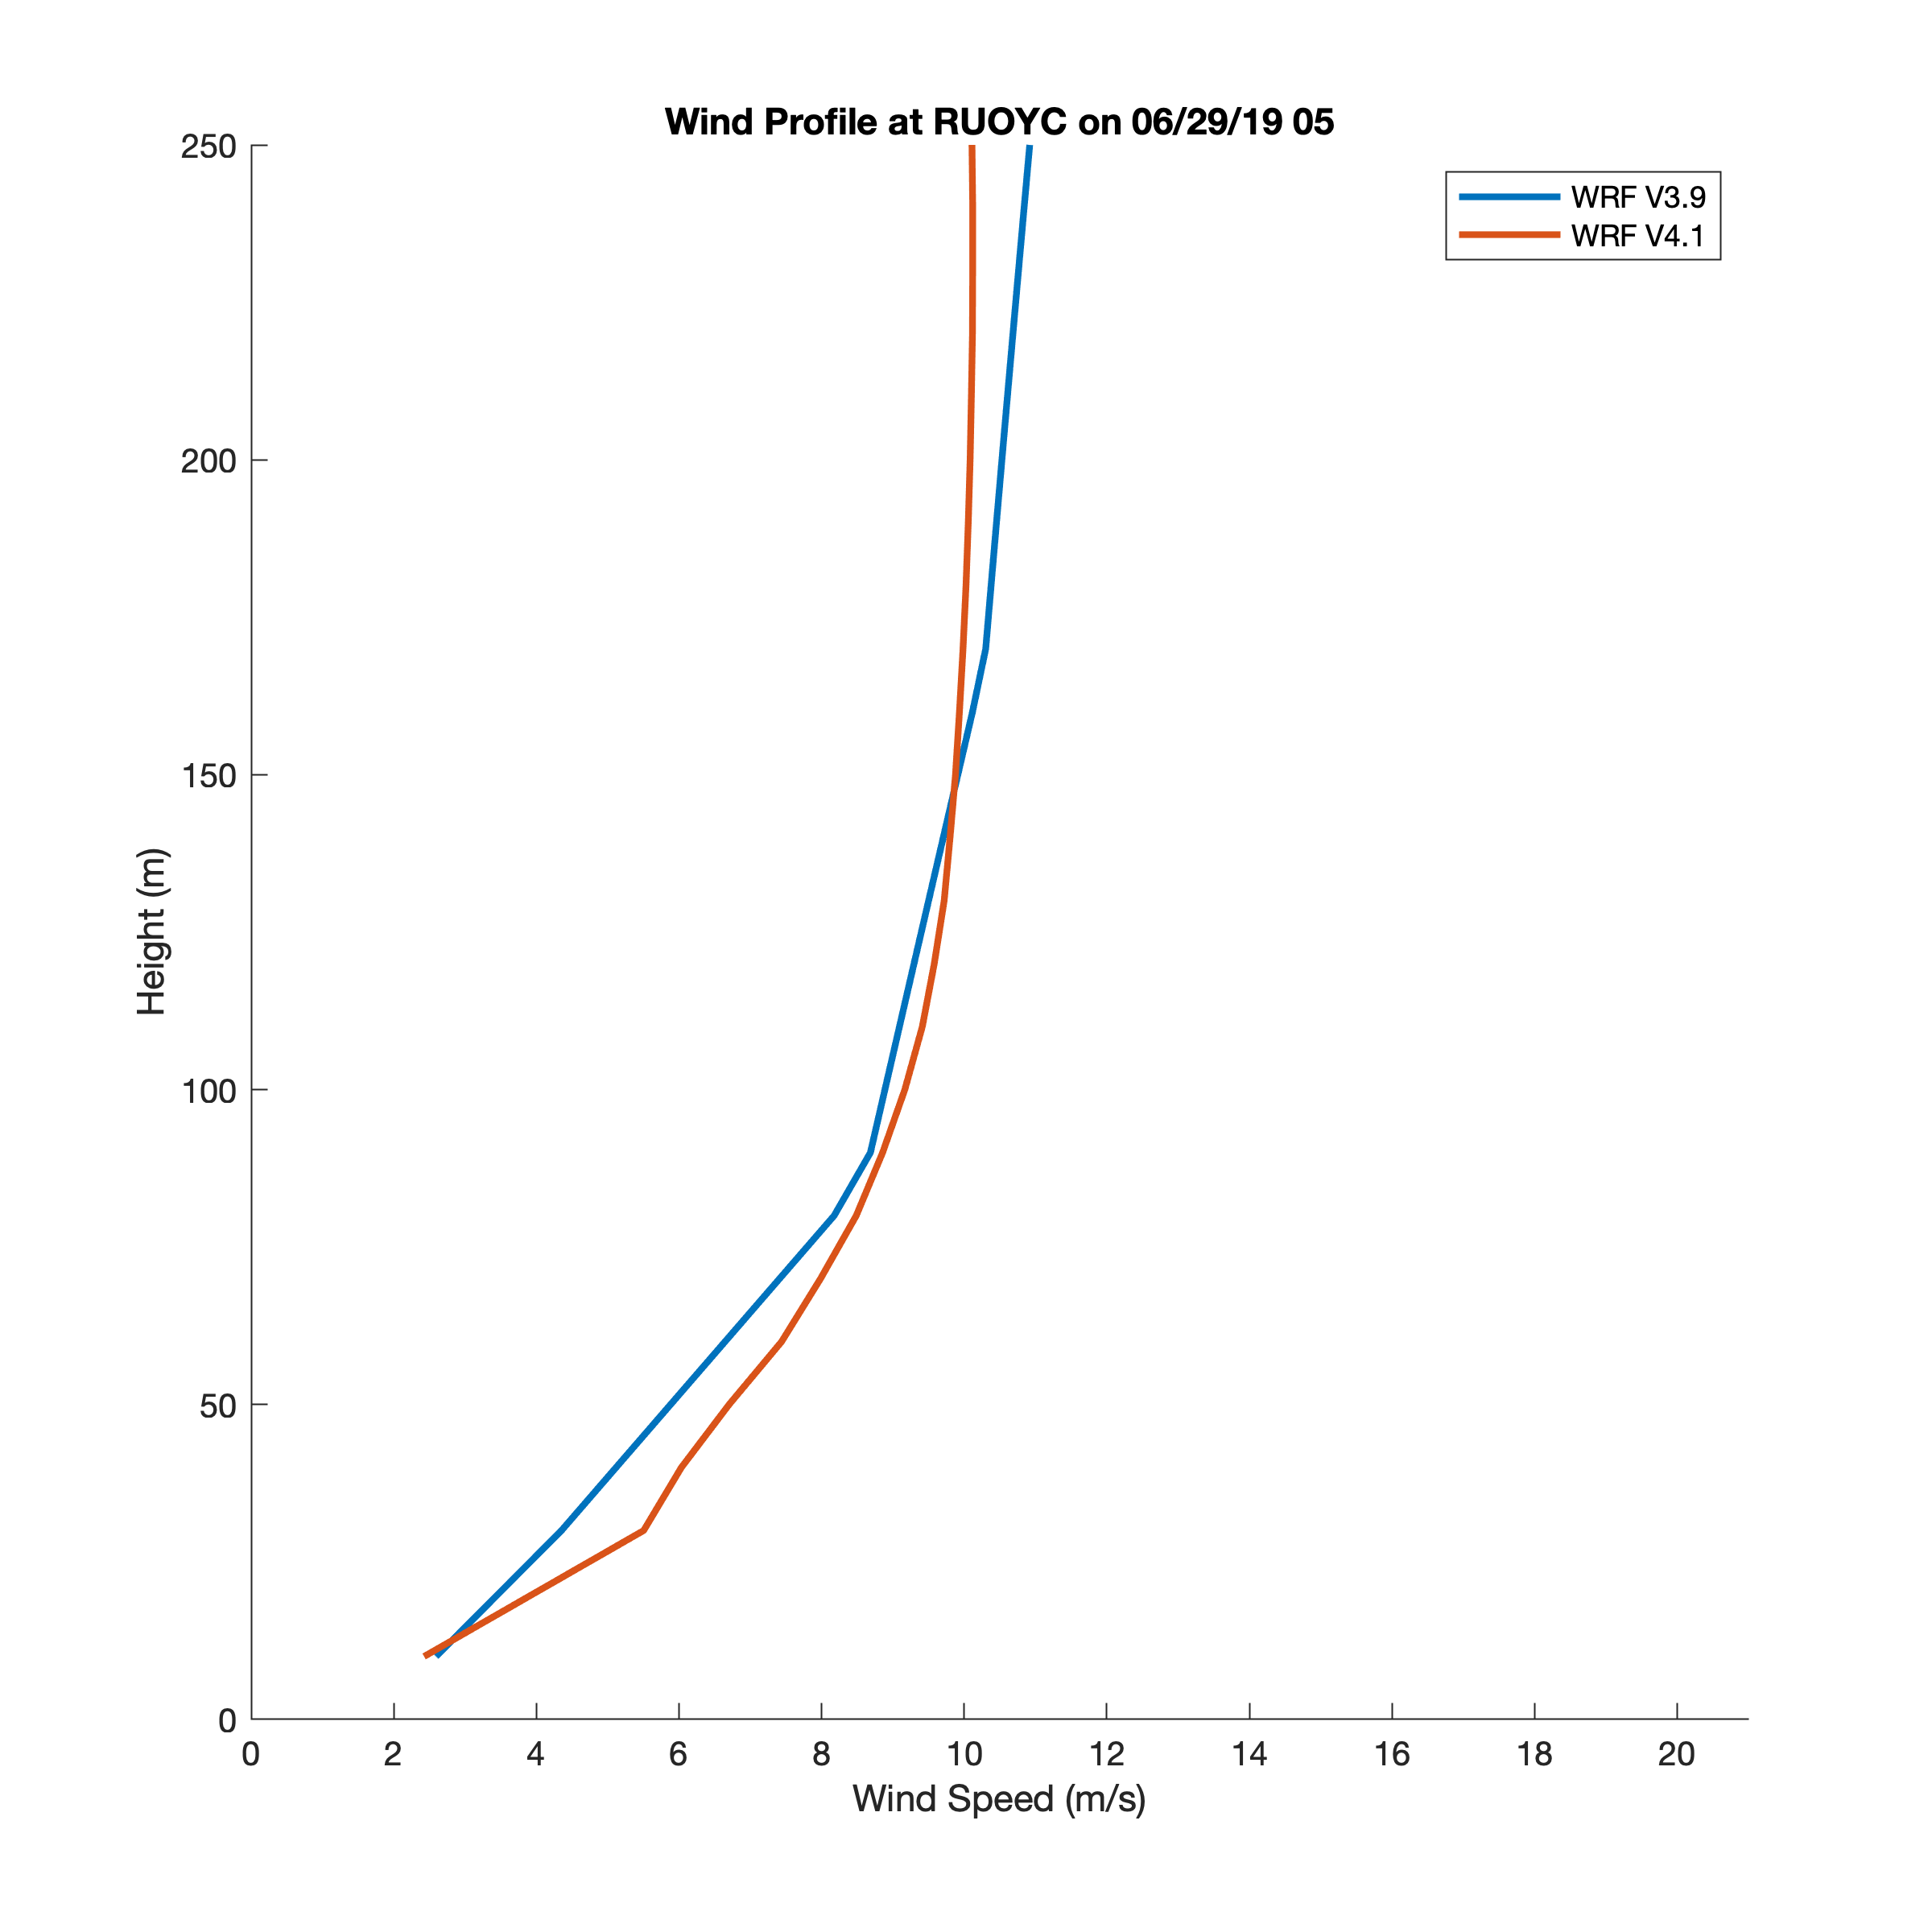 Wind Profile at RUOYC on 06/29/19 05
WRF V3.9
WRF V4.1
250
200
150
100
50
0
Height (m)
0 2 4 6 8 10 12 14 16 18 20
Wind Speed (m/s)